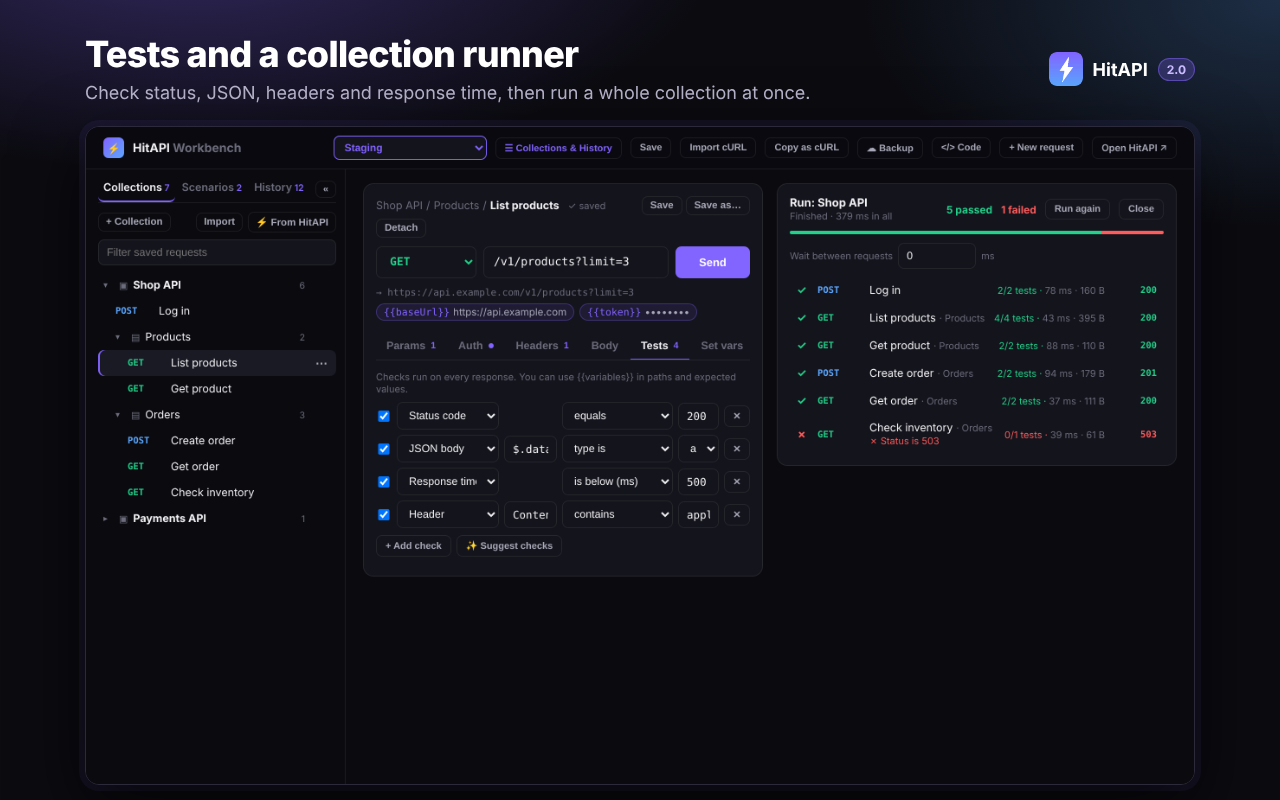 Tests and a collection runner
Check status, JSON, headers and response time, then run a whole collection at once.
HitAPI 2.0
HitAPI Workbench
Staging
☰ Collections & History
Save
Import cURL
Copy as cURL
☁ Backup
</> Code
+ New request
Open HitAPI ↗
Collections 7
Scenarios 2
History 12
«
+ Collection
Import
⚡ From HitAPI
Filter saved requests
Shop API 6
POST Log in
Products 2
GET List products ···
GET Get product
Orders 3
POST Create order
GET Get order
GET Check inventory
Payments API 1
Shop API / Products / List products ✓ saved
Save
Save as…
Detach
GET
/v1/products?limit=3
Send
→ https://api.example.com/v1/products?limit=3
{{baseUrl}} https://api.example.com
{{token}} ••••••••
Params 1
Auth •
Headers 1
Body
Tests 4
Set vars
Checks run on every response. You can use {{variables}} in paths and expected
values.
Status code equals 200 ✕
JSON body $.data type is a ✕
Response time is below (ms) 500 ✕
Header Conten contains appl ✕
+ Add check
✨ Suggest checks
Run: Shop API
Finished · 379 ms in all
5 passed 1 failed
Run again
Close
Wait between requests 0 ms
✓ POST Log in 2/2 tests · 78 ms · 160 B 200
✓ GET List products · Products 4/4 tests · 43 ms · 395 B 200
✓ GET Get product · Products 2/2 tests · 88 ms · 110 B 200
✓ POST Create order · Orders 2/2 tests · 94 ms · 179 B 201
✓ GET Get order · Orders 2/2 tests · 37 ms · 111 B 200
✕ GET Check inventory · Orders 0/1 tests · 39 ms · 61 B 503
✕ Status is 503